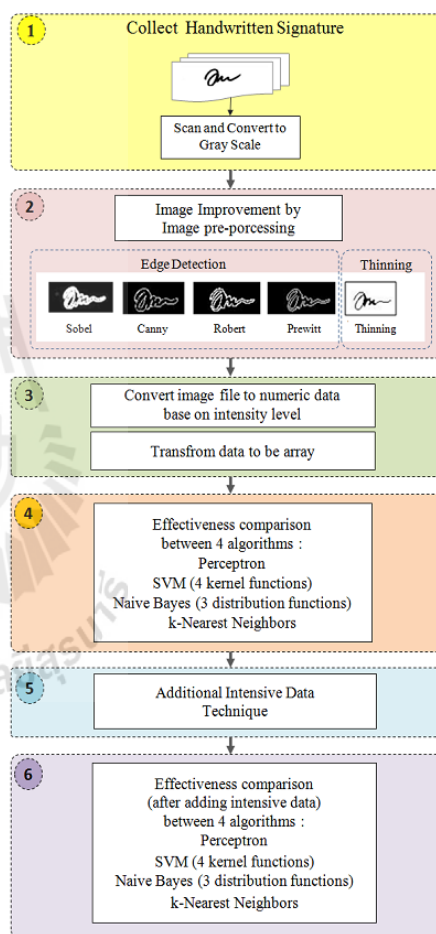 1
Collect Handwritten Signature
Scan and Convert to
Gray Scale
2
Image Improvement by
Image pre-porcessing
Edge Detection
Thinning
Sobel
Canny
Robert
Prewitt
Thinning
3
Convert image file to numeric data
base on intensity level
Transfrom data to be array
4
Effectiveness comparison
between 4 algorithms :
Perceptron
SVM (4 kernel functions)
Naive Bayes (3 distribution functions)
k-Nearest Neighbors
5
Additional Intensive Data
Technique
6
Effectiveness comparison
(after adding intensive data)
between 4 algorithms :
Perceptron
SVM (4 kernel functions)
Naive Bayes (3 distribution functions)
k-Nearest Neighbors